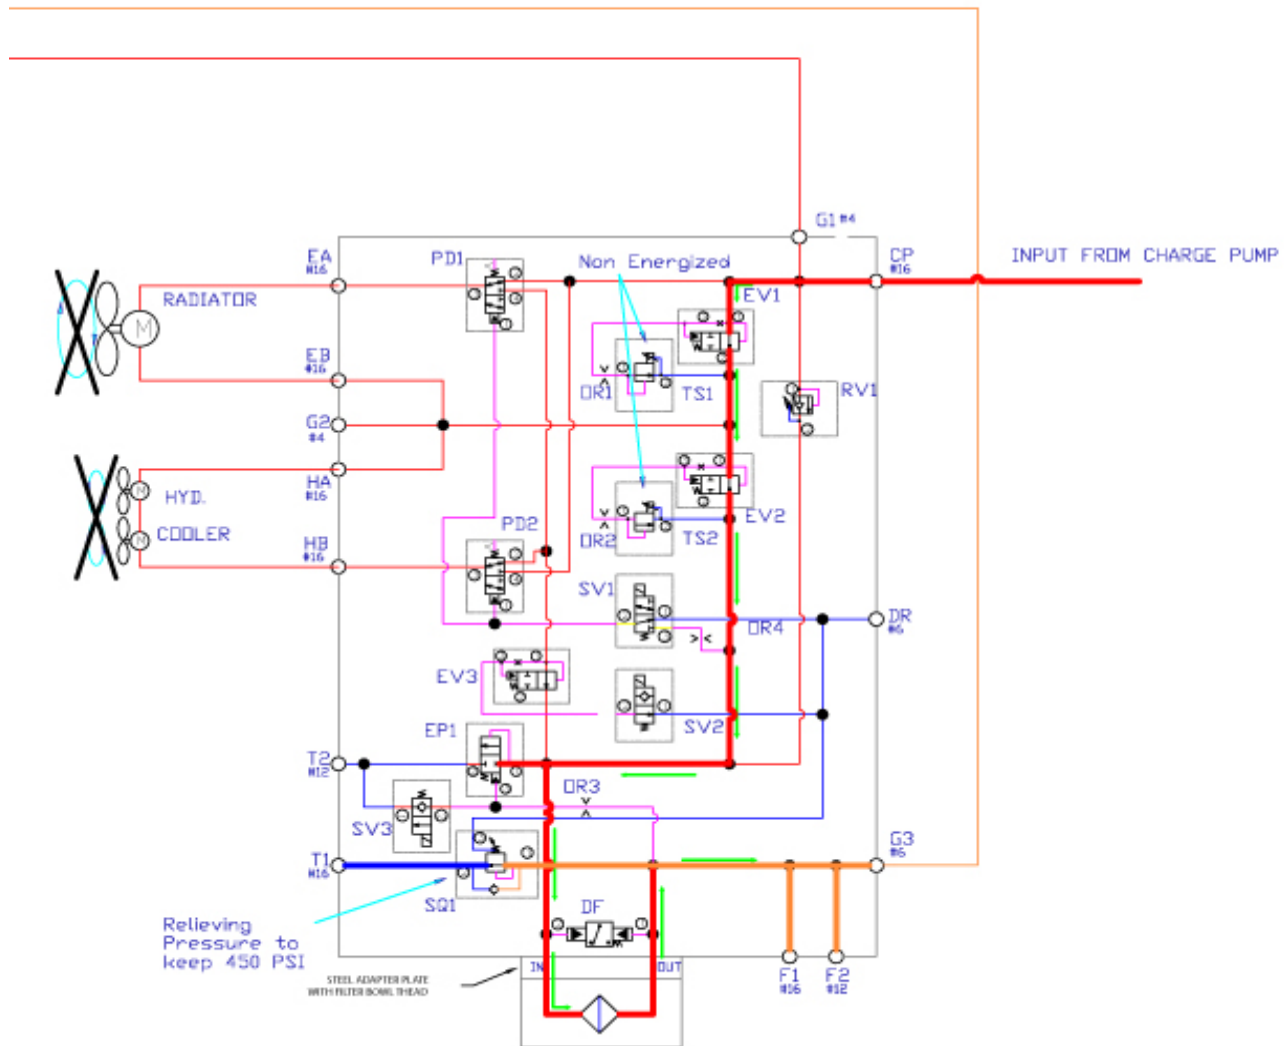 G1 #4
EA
#16
PD1
Non Energized
CP
#16
INPUT FROM CHARGE PUMP
RADIATOR
EV1
M
EB
#16
OR1
TS1
RV1
G2
#4
HA
#16
M
HYD.
PD2
OR2
TS2
EV2
COOLER
M
HB
#16
SV1
OR4
DR
#6
EV3
SV2
EP1
T2
#12
OR3
SV3
G3
#6
T1
#16
SQ1
DF
Relieving
Pressure to
keep 450 PSI
IN
OUT
STEEL ADAPTER PLATE
WITH FILTER BOWL THEAD
F1
#16
F2
#12